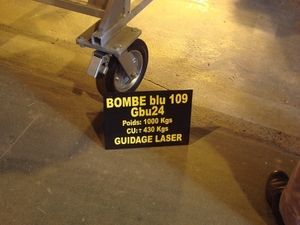 BOMBE blu 109
Gbu24
Poids: 1000 Kgs
CU: 430 Kgs
GUIDAGE LASER